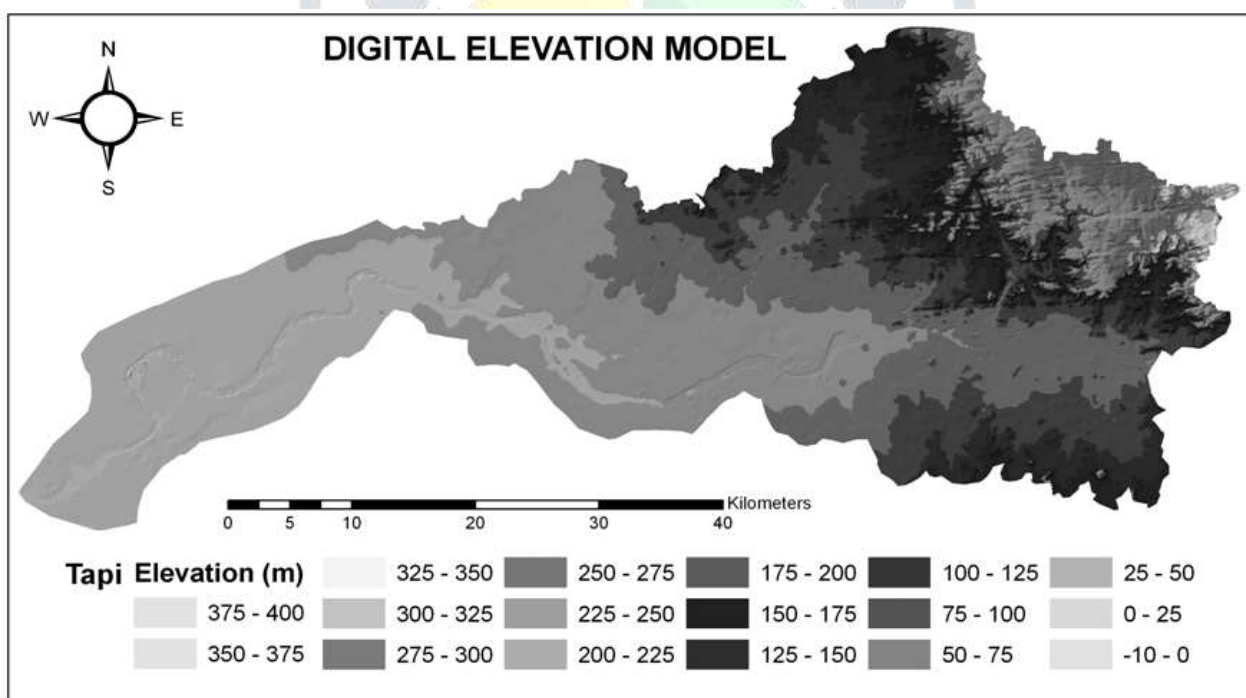 DIGITAL ELEVATION MODEL
N
W E
S
Kilometers
0 5 10 20 30 40
Tapi Elevation (m)
375 - 400
350 - 375
325 - 350
300 - 325
275 - 300
250 - 275
225 - 250
200 - 225
175 - 200
150 - 175
125 - 150
100 - 125
75 - 100
50 - 75
25 - 50
0 - 25
-10 - 0